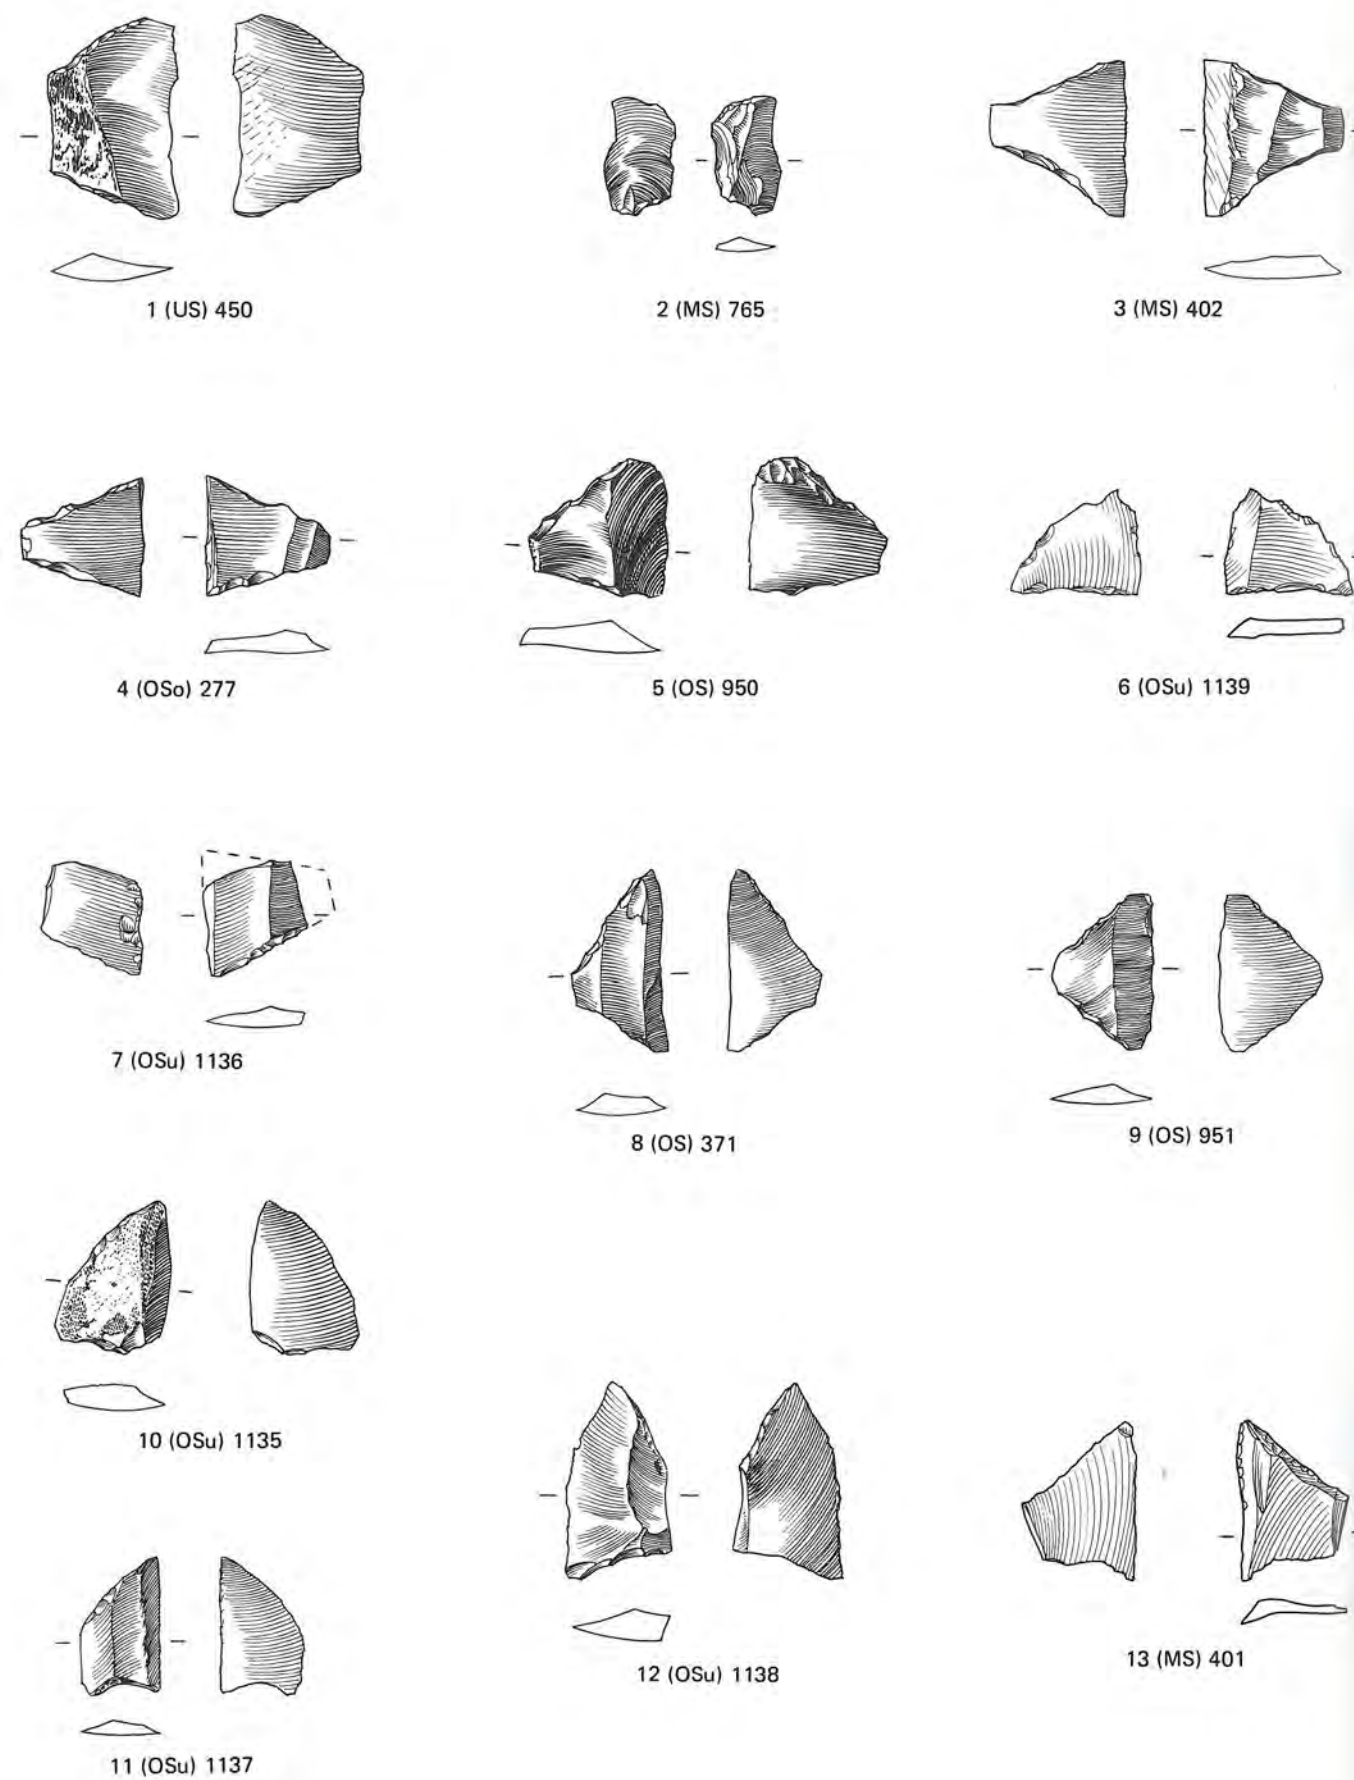 1 (US) 450
2 (MS) 765
3 (MS) 402
4 (OSo) 277
5 (OS) 950
6 (OSu) 1139
7 (OSu) 1136
8 (OS) 371
9 (OS) 951
10 (OSu) 1135
11 (OSu) 1137
12 (OSu) 1138
13 (MS) 401